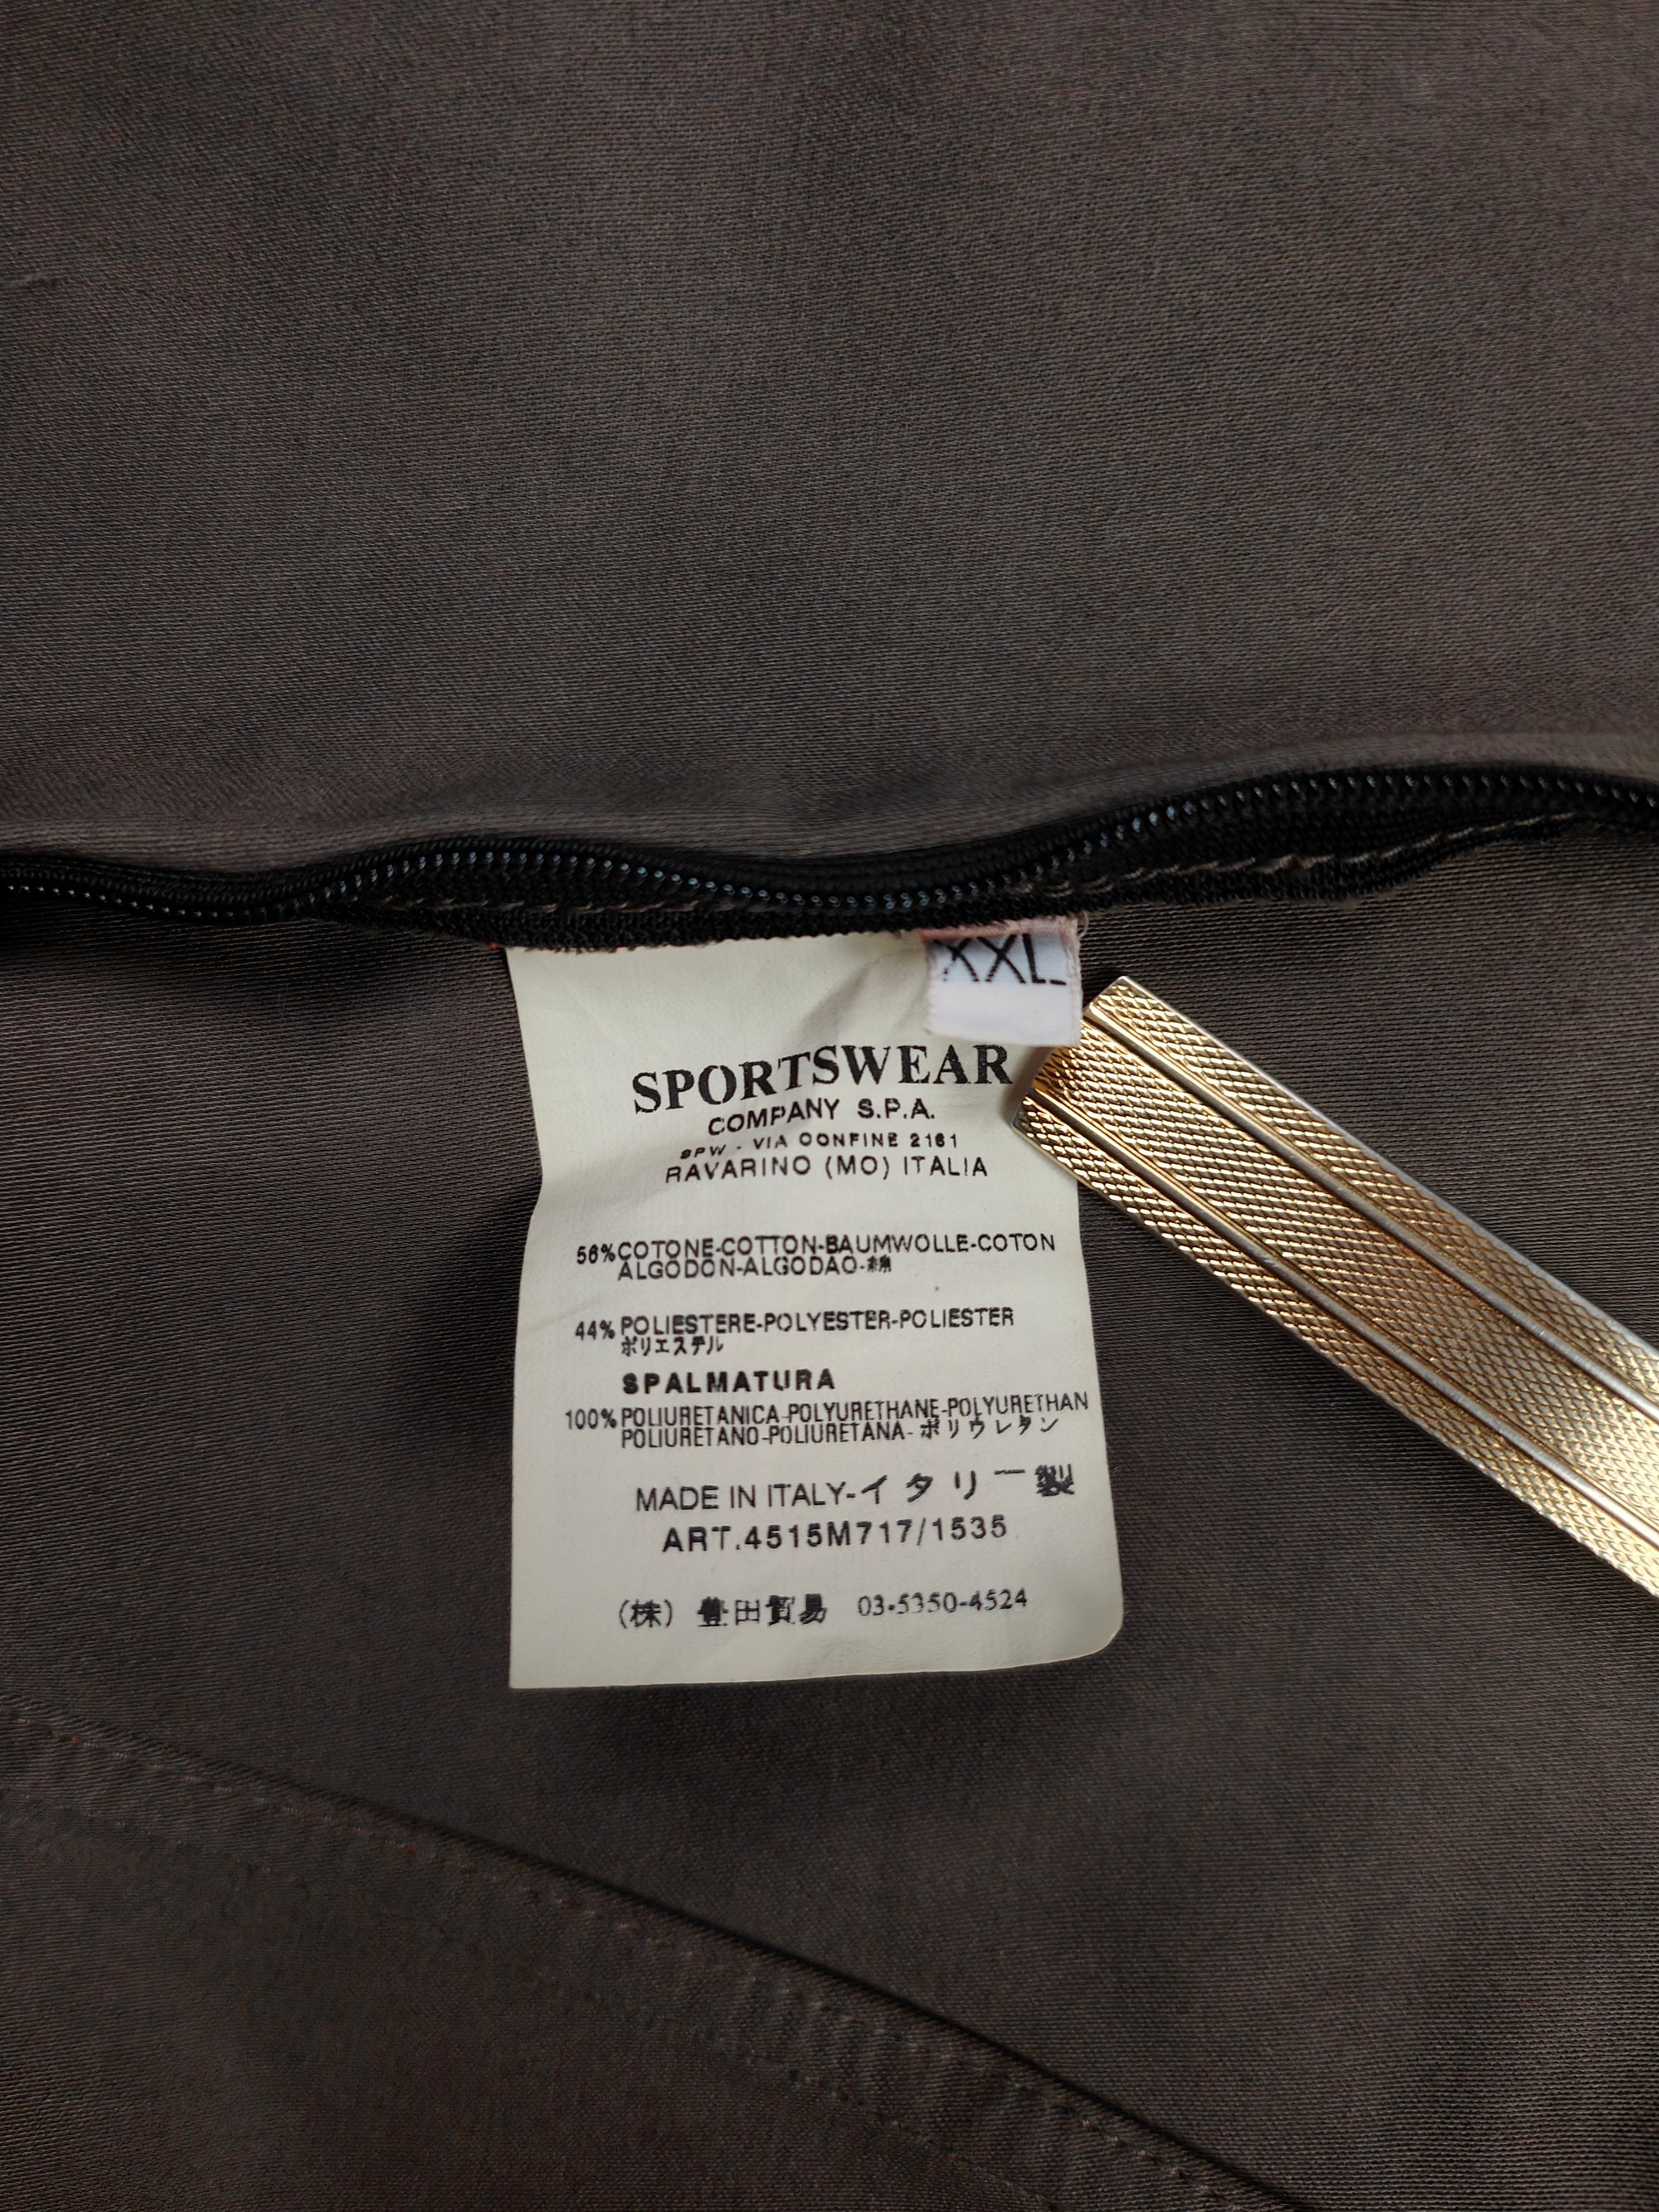 XXL
SPORTSWEAR
COMPANY S.P.A.
SPW - VIA CONFINE 2161
RAVARINO (MO) ITALIA
56%COTONE-COTTON-BAUMWOLLE-COTON
ALGODON-ALGODAO-綿
44%POLIESTERE-POLYESTER-POLIESTER
ポリエステル
SPALMATURA
100%POLIURETANICA-POLYURETHANE-POLYURETHAN
POLIURETANO-POLIURETANA-ポリウレタン
MADE IN ITALY-イタリー製
ART.4515M717/1535
(株) 豊田貿易 03-5350-4524